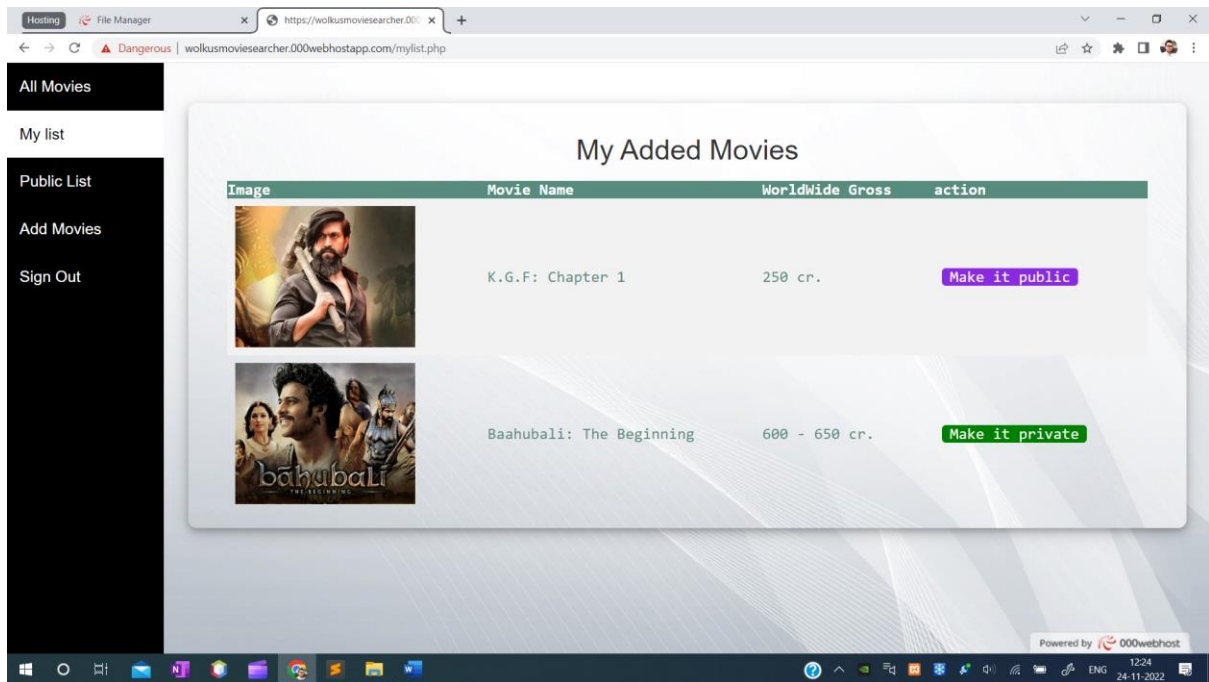 Hosting File Manager https://wolkusmoviesearcher.000
Dangerous wolkusmoviesearcher.000webhostapp.com/mylist.php
All Movies
My list
Public List
Add Movies
Sign Out
My Added Movies
Image Movie Name WorldWide Gross action
K.G.F: Chapter 1 250 cr. Make it public
bāhubali
THE BEGINNING
Baahubali: The Beginning 600 - 650 cr. Make it private
Powered by 000webhost
ENG 12:24
24-11-2022